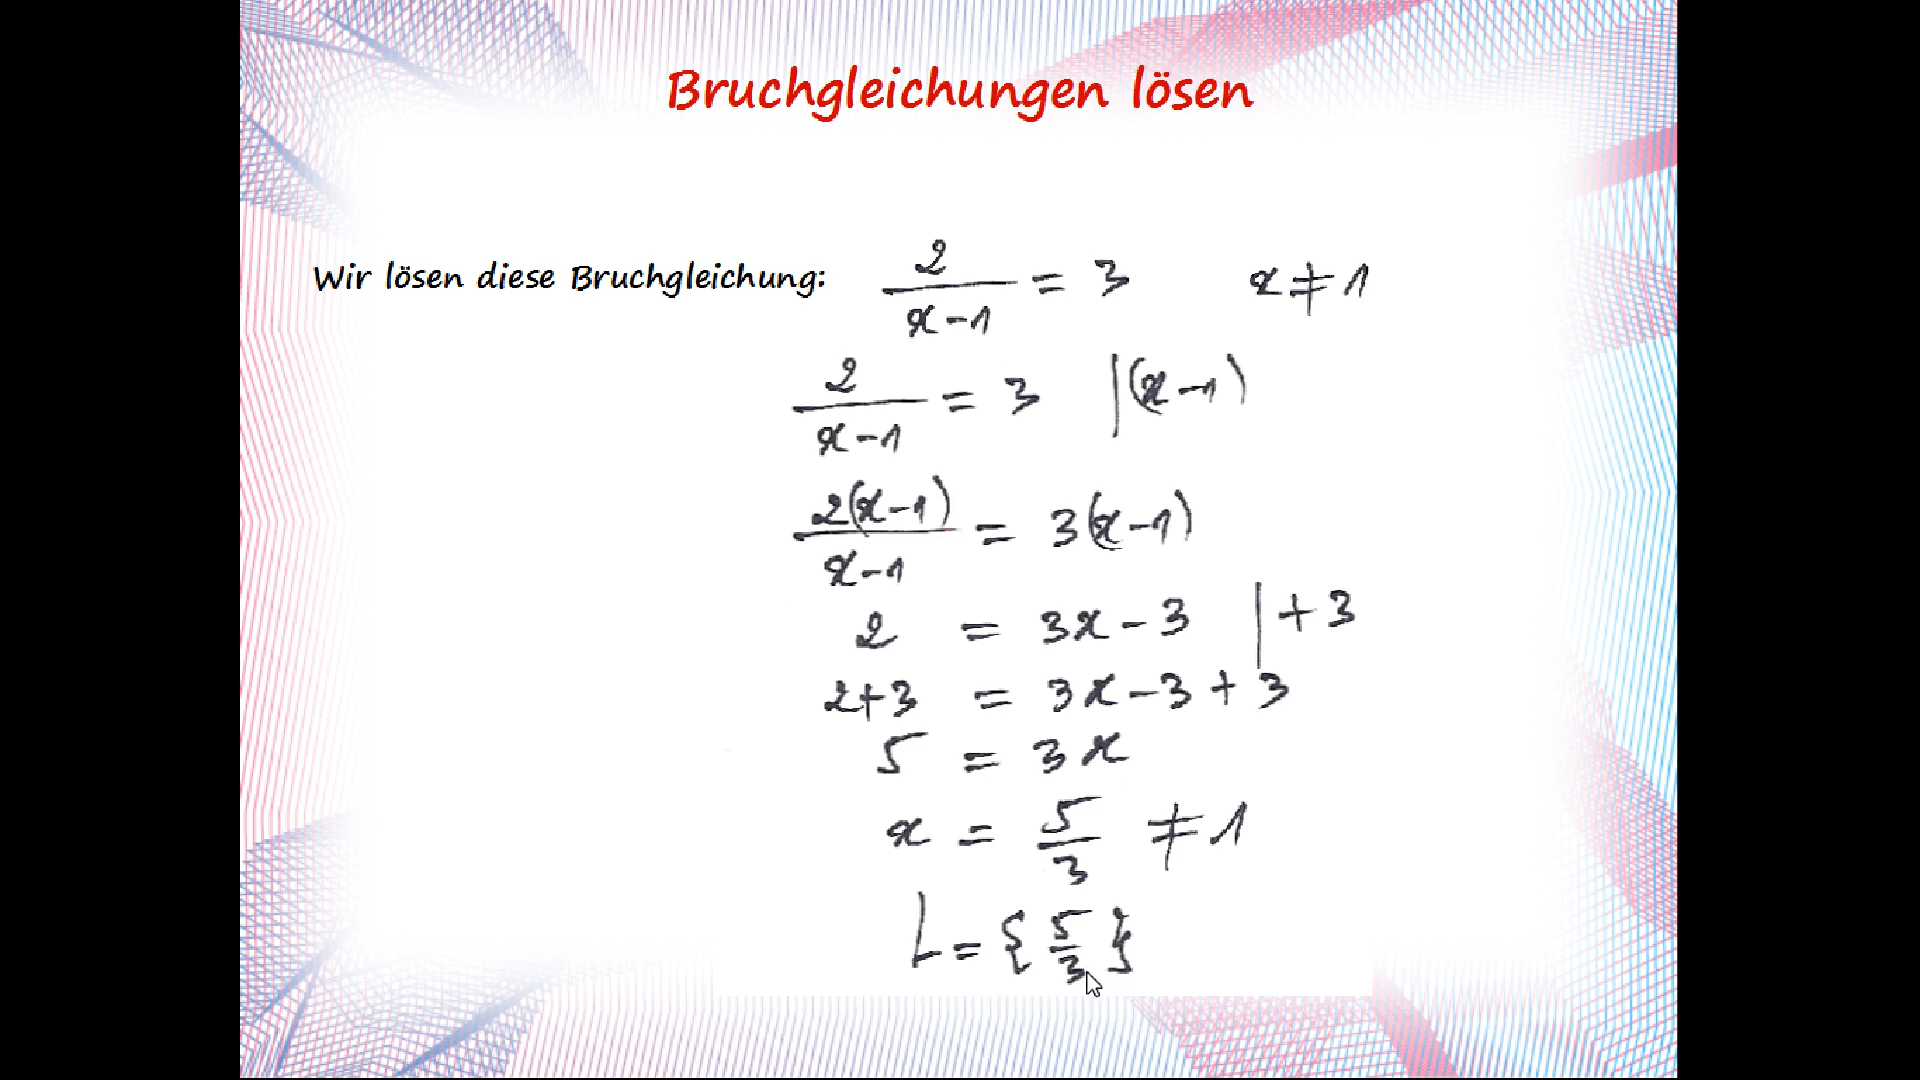 Bruchgleichungen lösen
Wir lösen diese Bruchgleichung: 2/(x-1) = 3 x ≠ 1
2/(x-1) = 3 |(x-1)
2(x-1)/(x-1) = 3(x-1)
2 = 3x - 3 | + 3
2+3 = 3x - 3 + 3
5 = 3x
x = 5/3 ≠ 1
L = {5/3}